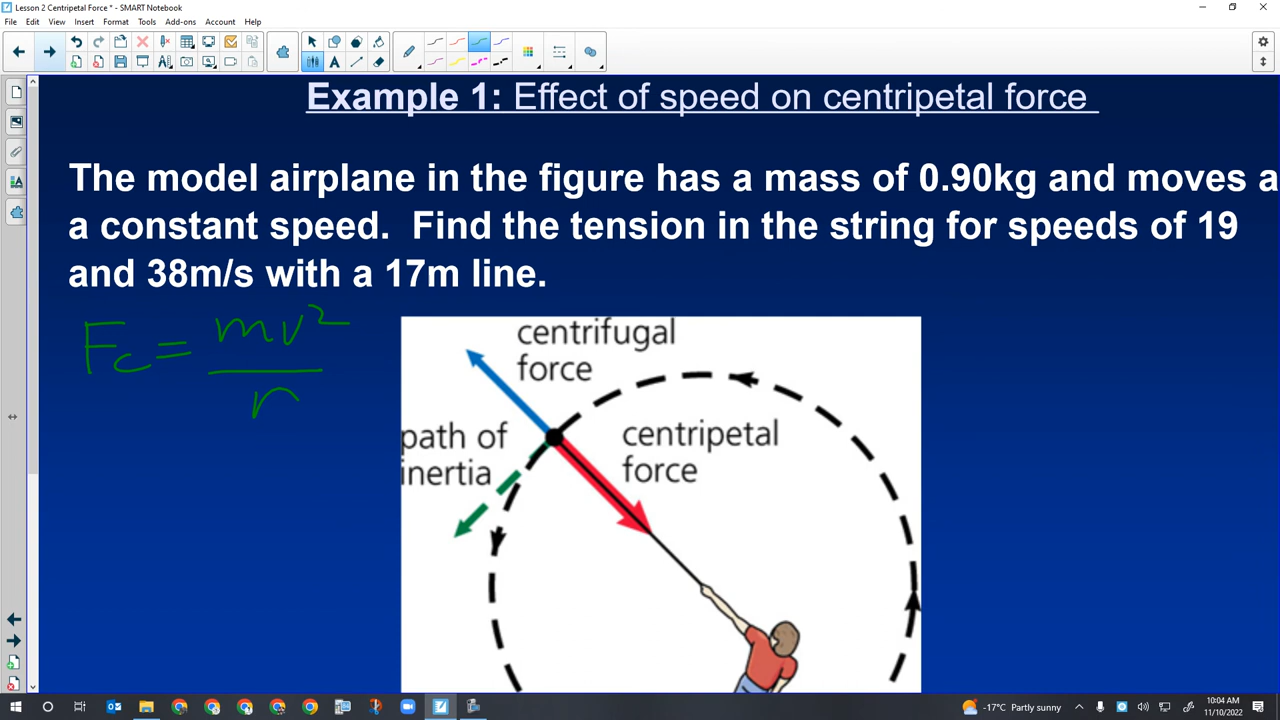 Lesson 2 Centripetal Force * - SMART Notebook
File Edit View Insert Format Tools Add-ons Account Help
Example 1: Effect of speed on centripetal force
The model airplane in the figure has a mass of 0.90kg and moves a
a constant speed. Find the tension in the string for speeds of 19
and 38m/s with a 17m line.
Fc = mv²
r
centrifugal
force
path of
inertia
centripetal
force
-17°C Partly sunny
10:04 AM
11/10/2022